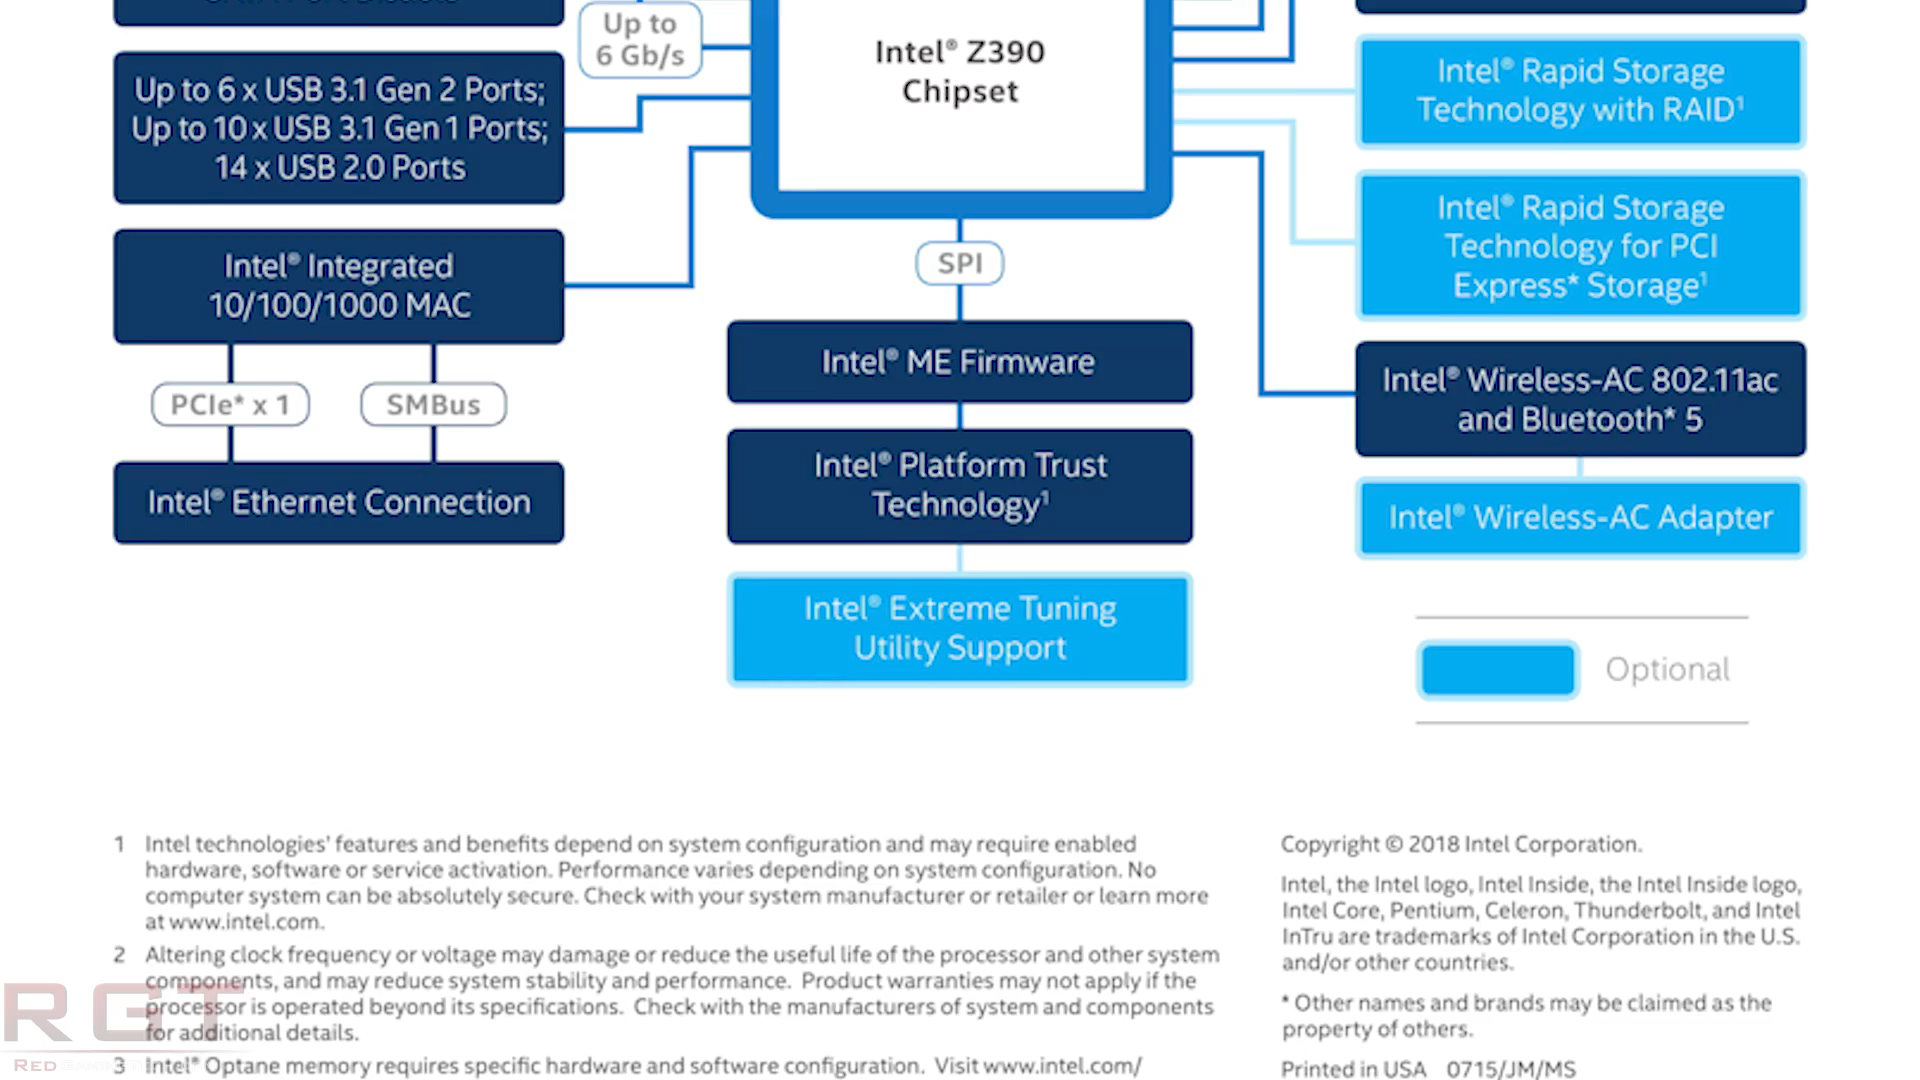 Up to
6 Gb/s
Intel® Z390
Chipset
Up to 6 x USB 3.1 Gen 2 Ports;
Up to 10 x USB 3.1 Gen 1 Ports;
14 x USB 2.0 Ports
Intel® Integrated
10/100/1000 MAC
PCIe* x 1
SMBus
Intel® Ethernet Connection
SPI
Intel® ME Firmware
Intel® Platform Trust
Technology¹
Intel® Extreme Tuning
Utility Support
Intel® Rapid Storage
Technology with RAID¹
Intel® Rapid Storage
Technology for PCI
Express* Storage¹
Intel® Wireless-AC 802.11ac
and Bluetooth* 5
Intel® Wireless-AC Adapter
Optional
1 Intel technologies' features and benefits depend on system configuration and may require enabled
hardware, software or service activation. Performance varies depending on system configuration. No
computer system can be absolutely secure. Check with your system manufacturer or retailer or learn more
at www.intel.com.
2 Altering clock frequency or voltage may damage or reduce the useful life of the processor and other system
components, and may reduce system stability and performance. Product warranties may not apply if the
processor is operated beyond its specifications. Check with the manufacturers of system and components
for additional details.
3 Intel® Optane memory requires specific hardware and software configuration. Visit www.intel.com/
Copyright © 2018 Intel Corporation.
Intel, the Intel logo, Intel Inside, the Intel Inside logo,
Intel Core, Pentium, Celeron, Thunderbolt, and Intel
InTru are trademarks of Intel Corporation in the U.S.
and/or other countries.
* Other names and brands may be claimed as the
property of others.
Printed in USA 0715/JM/MS
RGT
RED